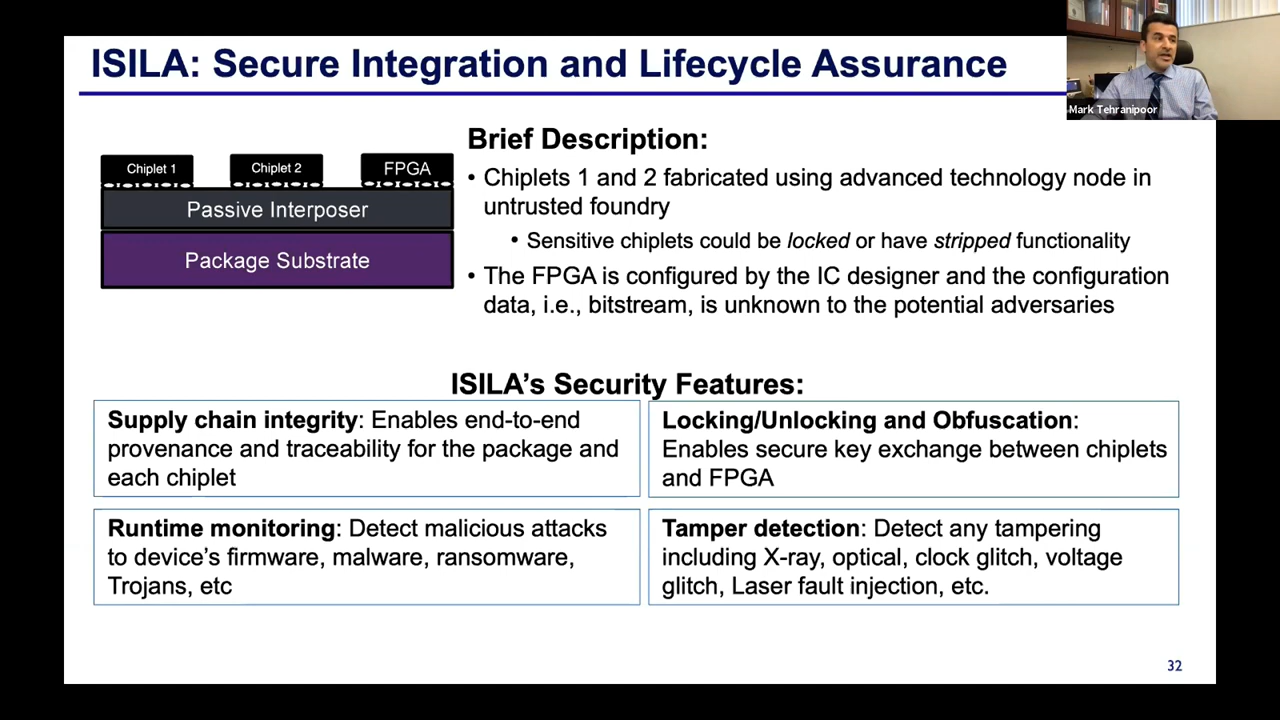 ISILA: Secure Integration and Lifecycle Assurance
Mark Tehranipoor
Chiplet 1
Chiplet 2
FPGA
Passive Interposer
Package Substrate
Brief Description:
• Chiplets 1 and 2 fabricated using advanced technology node in
untrusted foundry
• Sensitive chiplets could be locked or have stripped functionality
• The FPGA is configured by the IC designer and the configuration
data, i.e., bitstream, is unknown to the potential adversaries
ISILA's Security Features:
Supply chain integrity: Enables end-to-end
provenance and traceability for the package and
each chiplet
Locking/Unlocking and Obfuscation:
Enables secure key exchange between chiplets
and FPGA
Runtime monitoring: Detect malicious attacks
to device's firmware, malware, ransomware,
Trojans, etc
Tamper detection: Detect any tampering
including X-ray, optical, clock glitch, voltage
glitch, Laser fault injection, etc.
32